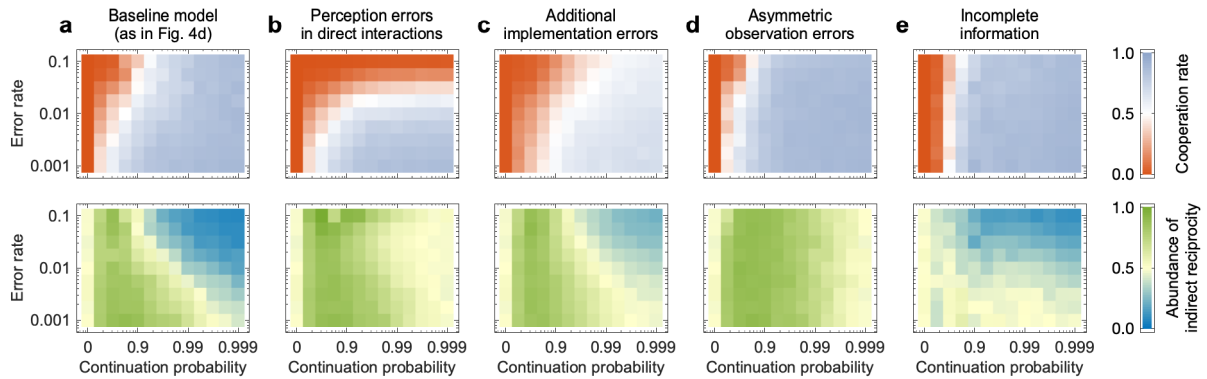 a Baseline model
(as in Fig. 4d)
b Perception errors
in direct interactions
c Additional
implementation errors
d Asymmetric
observation errors
e Incomplete
information
Error rate
0.1
0.01
0.001
1.0
0.5
0.0
Cooperation rate
Error rate
0.1
0.01
0.001
1.0
0.5
0.0
Abundance of
indirect reciprocity
0 0.9 0.99 0.999
0 0.9 0.99 0.999
0 0.9 0.99 0.999
0 0.9 0.99 0.999
0 0.9 0.99 0.999
Continuation probability
Continuation probability
Continuation probability
Continuation probability
Continuation probability